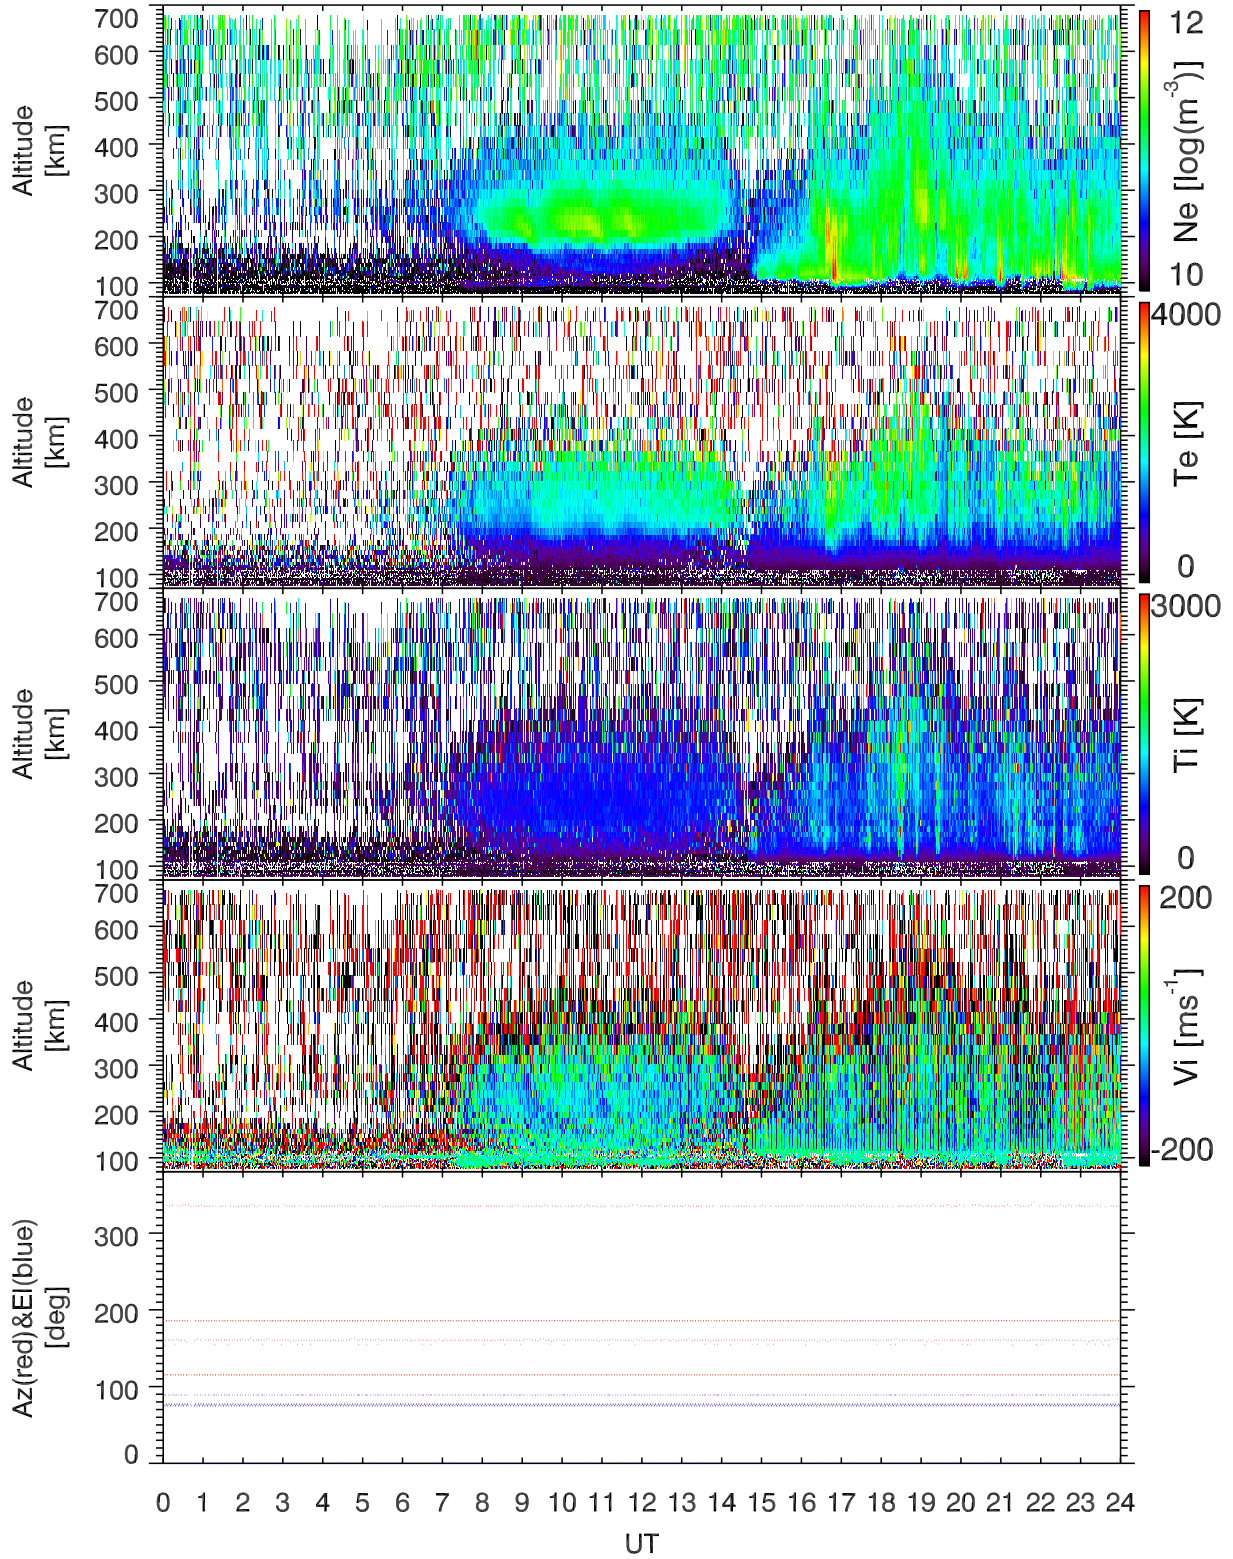 700
600
500
400
300
200
100
Altitude
[km]
12
Ne [log(m⁻³)]
10
700
600
500
400
300
200
100
Altitude
[km]
4000
Te [K]
0
700
600
500
400
300
200
100
Altitude
[km]
3000
Ti [K]
0
700
600
500
400
300
200
100
Altitude
[km]
200
Vi [ms⁻¹]
-200
300
200
100
0
Az(red)&El(blue)
[deg]
0 1 2 3 4 5 6 7 8 9 10 11 12 13 14 15 16 17 18 19 20 21 22 23 24
UT